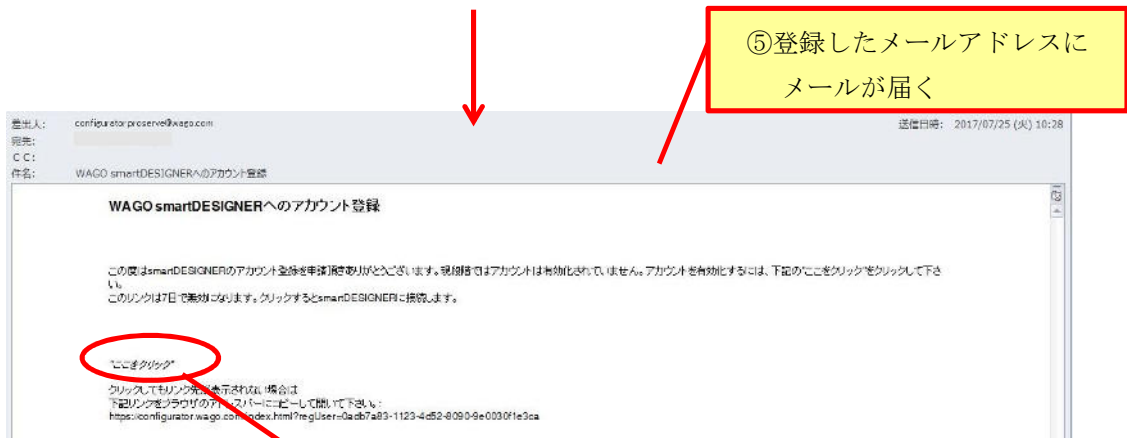 ⑤登録したメールアドレスに
メールが届く
差出人: configurator.proserve@wago.com
送信日時: 2017/07/25 (火) 10:28
宛先:
CC:
件名: WAGO smartDESIGNERへのアカウント登録
WAGO smartDESIGNERへのアカウント登録
この度はsmartDESIGNERのアカウント登録を申請頂きありがとうございます。現段階ではアカウントは有効化されていません。アカウントを有効化するには、下記の"ここをクリック"をクリックして下さ
い。
このリンクは7日で無効になります。クリックするとsmartDESIGNERに接続します。
"ここをクリック"
クリックしてもリンク先が表示されない場合は
下記リンクをブラウザのアドレスバーにコピーして開いて下さい。:
https://configurator.wago.com/index.html?regUser=0adb7a83-1123-4d52-8090-9e0030f1e3ca